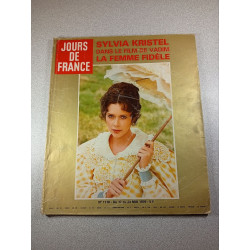 JOURS
DE FRANCE
SYLVIA KRISTEL
DANS LE FILM DE VADIM
LA FEMME FIDÈLE